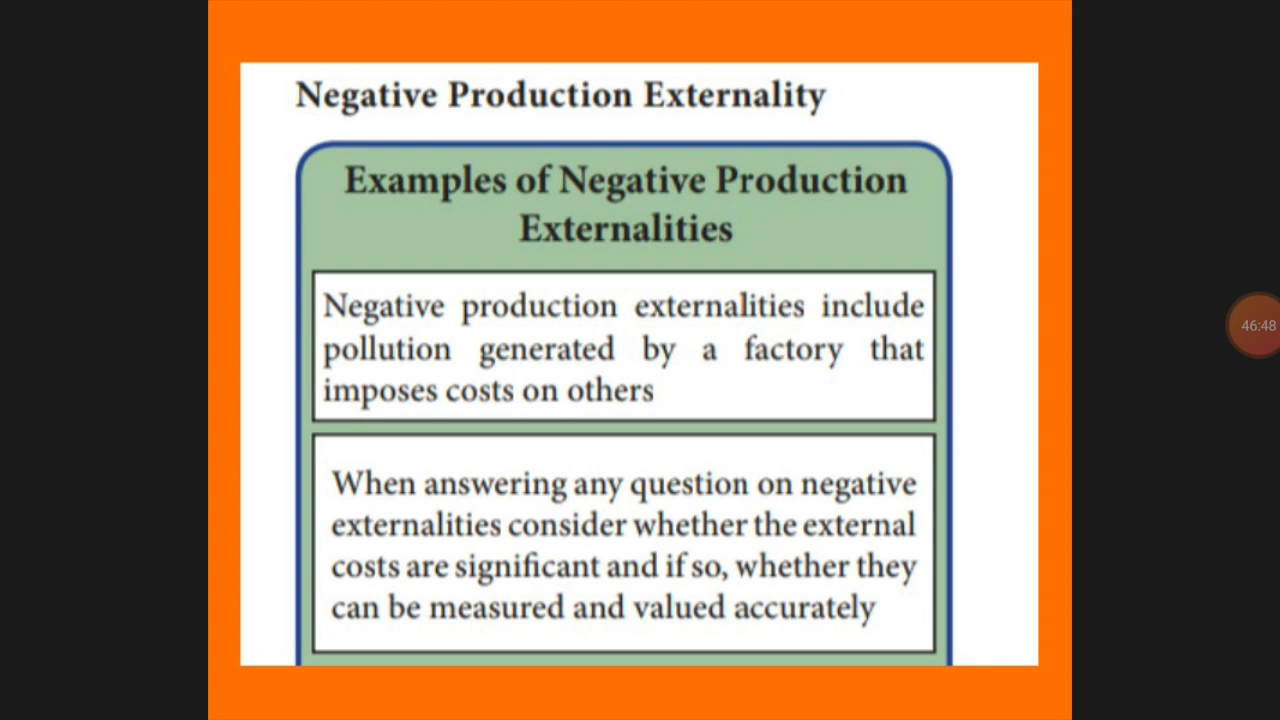 Negative Production Externality
Examples of Negative Production
Externalities
Negative production externalities include
pollution generated by a factory that
imposes costs on others
When answering any question on negative
externalities consider whether the external
costs are significant and if so, whether they
can be measured and valued accurately
46:48